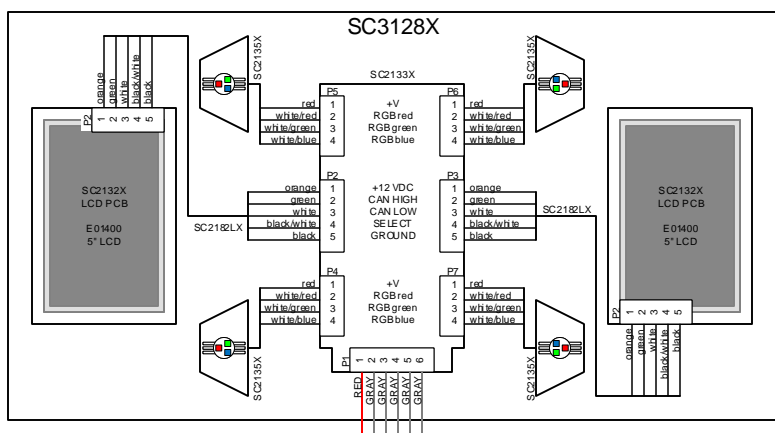 SC3128X
SC2135X
SC2135X
SC2133X
orange
green
white
black/white
black
P2
1 2 3 4 5
SC2132X
LCD PCB
E01400
5" LCD
P5
red 1
white/red 2
white/green 3
white/blue 4
+V
RGBred
RGBgreen
RGBblue
P6
1 red
2 white/red
3 white/green
4 white/blue
P2
orange 1
green 2
white 3
black/white 4
black 5
SC2182LX
+12 VDC
CAN HIGH
CAN LOW
SELECT
GROUND
P3
1 orange
2 green
3 white
4 black/white
5 black
SC2182LX
SC2132X
LCD PCB
E01400
5" LCD
P4
red 1
white/red 2
white/green 3
white/blue 4
+V
RGBred
RGBgreen
RGBblue
P7
1 red
2 white/red
3 white/green
4 white/blue
P2
1 2 3 4 5
orange
green
white
black/white
black
SC2135X
SC2135X
P1
1 2 3 4 5 6
RED
GRAY
GRAY
GRAY
GRAY
GRAY